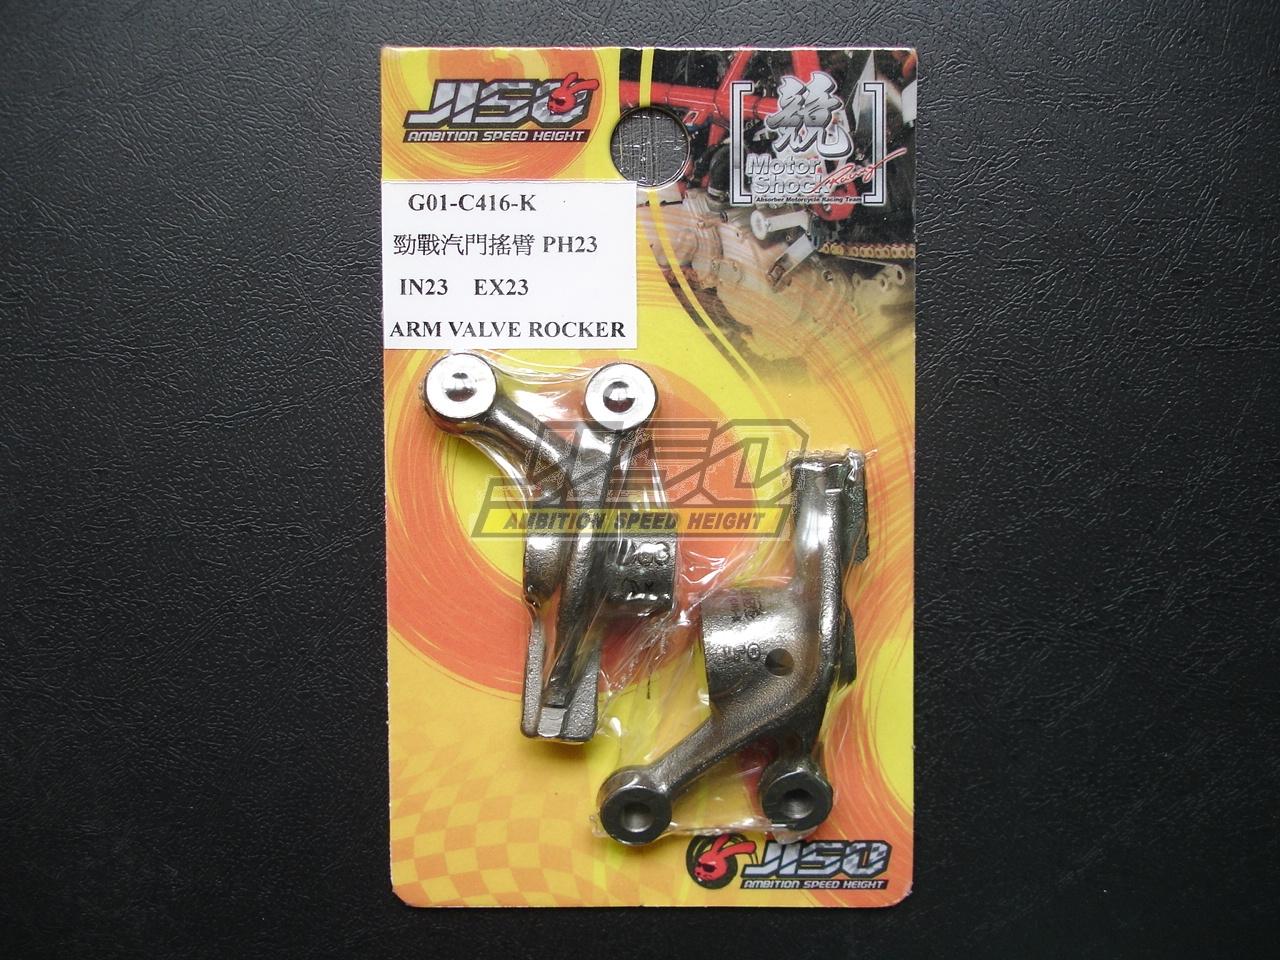 JISO
AMBITION SPEED HEIGHT
競
Motor
Shock Racing
Absorber Motorcycle Racing Team
G01-C416-K
勁戰汽門搖臂 PH23
IN23 EX23
ARM VALVE ROCKER
JISO
AMBITION SPEED HEIGHT
JISO
AMBITION SPEED HEIGHT